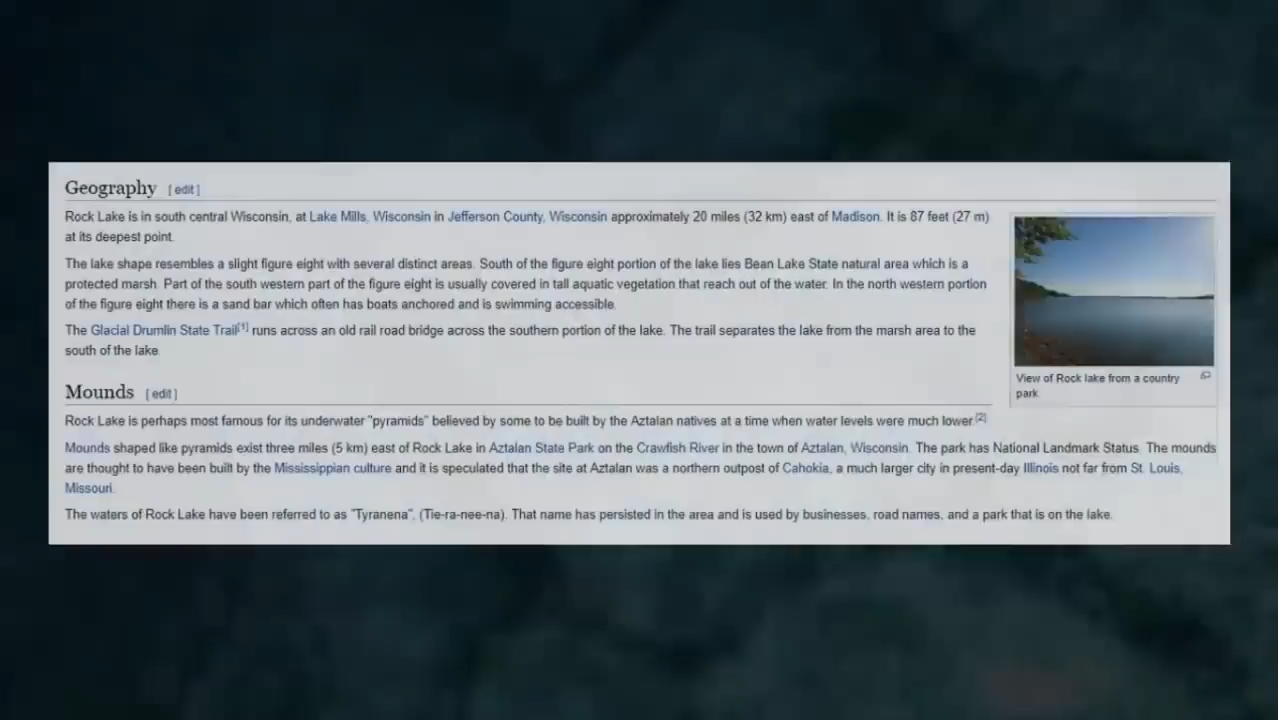 Geography [ edit ]
Rock Lake is in south central Wisconsin, at Lake Mills, Wisconsin in Jefferson County, Wisconsin approximately 20 miles (32 km) east of Madison. It is 87 feet (27 m)
at its deepest point.
The lake shape resembles a slight figure eight with several distinct areas. South of the figure eight portion of the lake lies Bean Lake State natural area which is a
protected marsh. Part of the south western part of the figure eight is usually covered in tall aquatic vegetation that reach out of the water. In the north western portion
of the figure eight there is a sand bar which often has boats anchored and is swimming accessible.
The Glacial Drumlin State Trail[1] runs across an old rail road bridge across the southern portion of the lake. The trail separates the lake from the marsh area to the
south of the lake.
View of Rock lake from a country
park.
Mounds [ edit ]
Rock Lake is perhaps most famous for its underwater "pyramids" believed by some to be built by the Aztalan natives at a time when water levels were much lower.[2]
Mounds shaped like pyramids exist three miles (5 km) east of Rock Lake in Aztalan State Park on the Crawfish River in the town of Aztalan, Wisconsin. The park has National Landmark Status. The mounds
are thought to have been built by the Mississippian culture and it is speculated that the site at Aztalan was a northern outpost of Cahokia, a much larger city in present-day Illinois not far from St. Louis,
Missouri.
The waters of Rock Lake have been referred to as "Tyranena", (Tie-ra-nee-na). That name has persisted in the area and is used by businesses, road names, and a park that is on the lake.